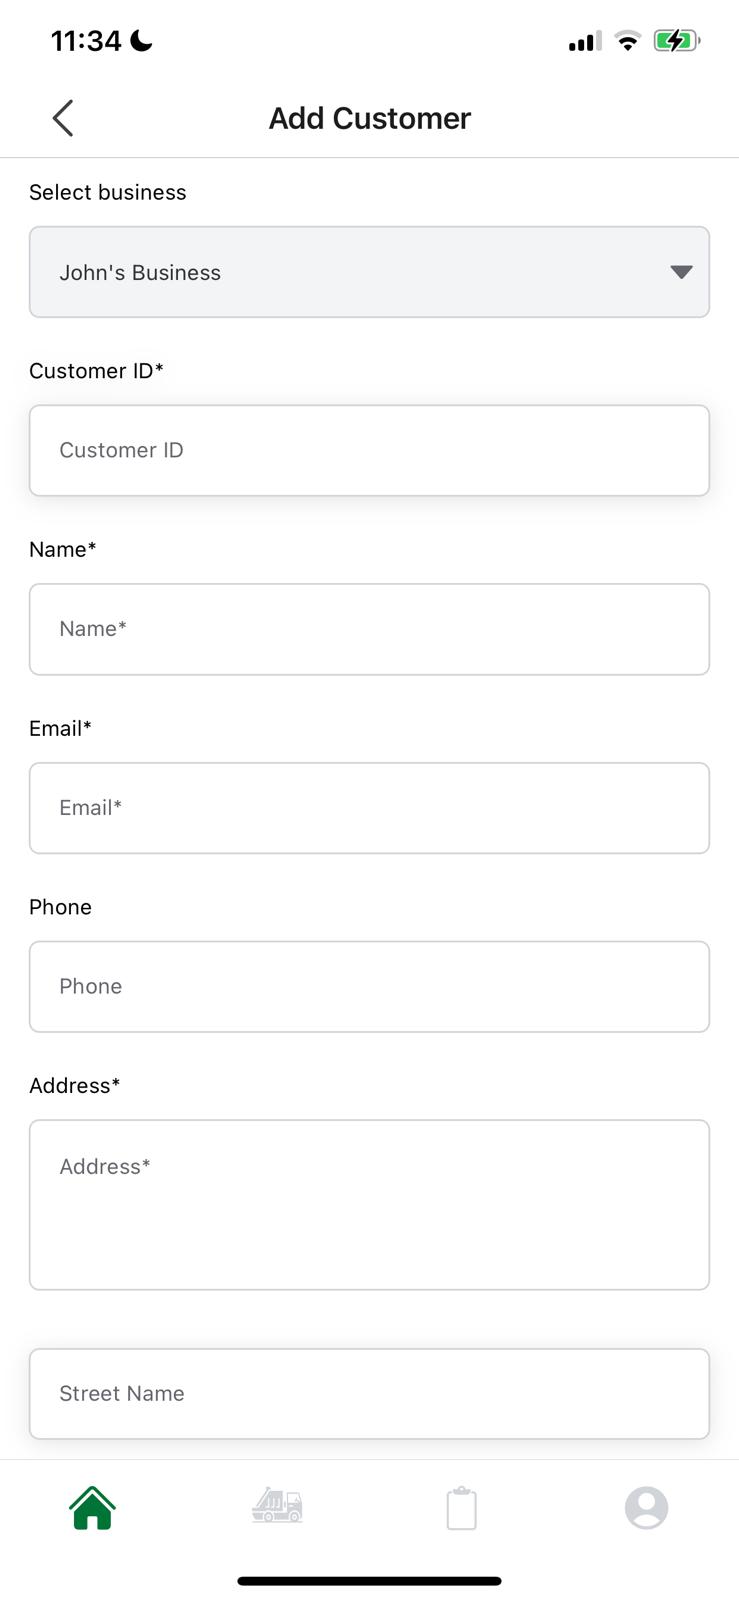 11:34
Add Customer
Select business
John's Business
Customer ID*
Customer ID
Name*
Name*
Email*
Email*
Phone
Phone
Address*
Address*
Street Name